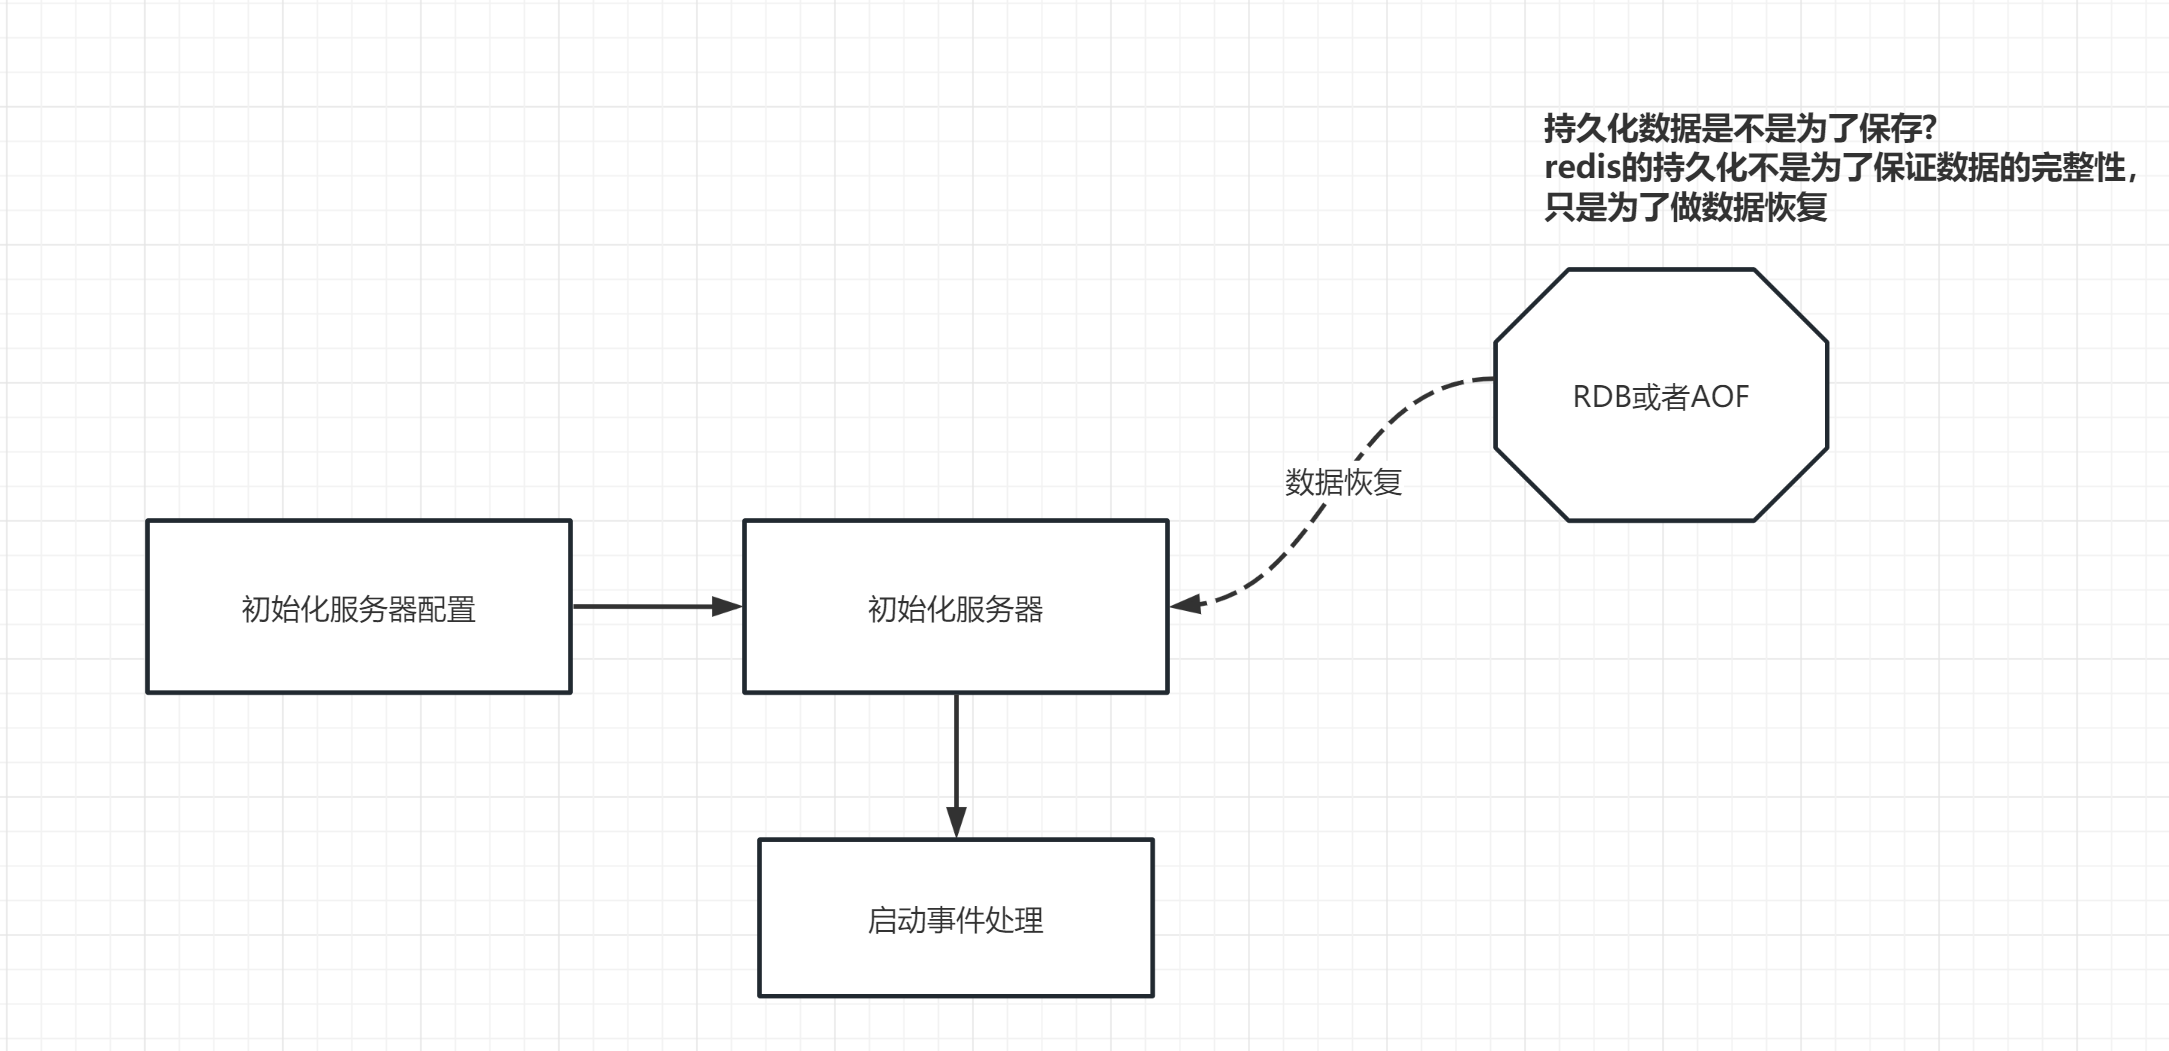 持久化数据是不是为了保存?
redis的持久化不是为了保证数据的完整性，
只是为了做数据恢复
RDB或者AOF
数据恢复
初始化服务器配置
初始化服务器
启动事件处理